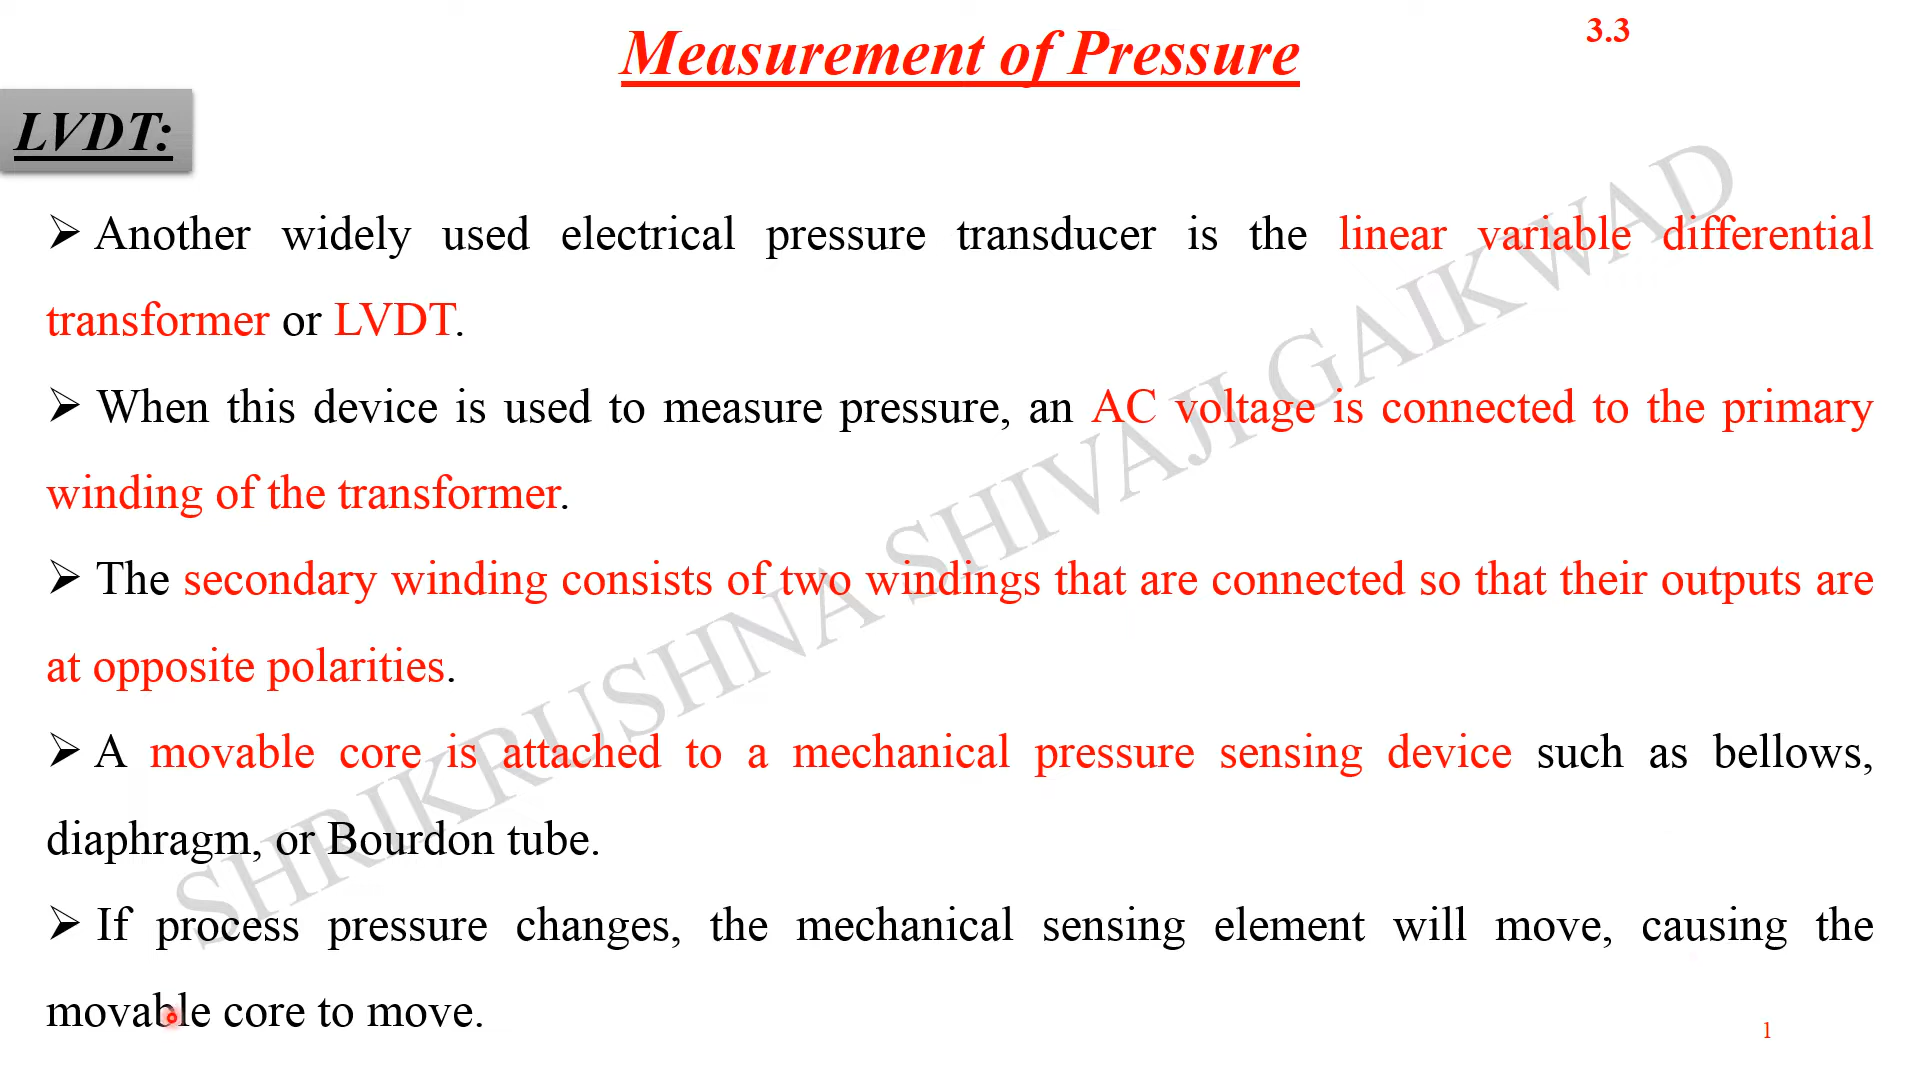 Measurement of Pressure
3.3
LVDT:
➢ Another widely used electrical pressure transducer is the linear variable differential
transformer or LVDT.
➢ When this device is used to measure pressure, an AC voltage is connected to the primary
winding of the transformer.
➢ The secondary winding consists of two windings that are connected so that their outputs are
at opposite polarities.
➢ A movable core is attached to a mechanical pressure sensing device such as bellows,
diaphragm, or Bourdon tube.
➢ If process pressure changes, the mechanical sensing element will move, causing the
movable core to move.
SHRIKRUSHNA SHIVAJI GAIKWAD
1